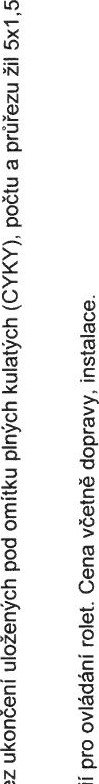 ez ukončení uložených pod omítku plných kulatých (CYKY), počtu a průřezu žil 5x1,5
í pro ovládání rolet. Cena včetně dopravy, instalace.